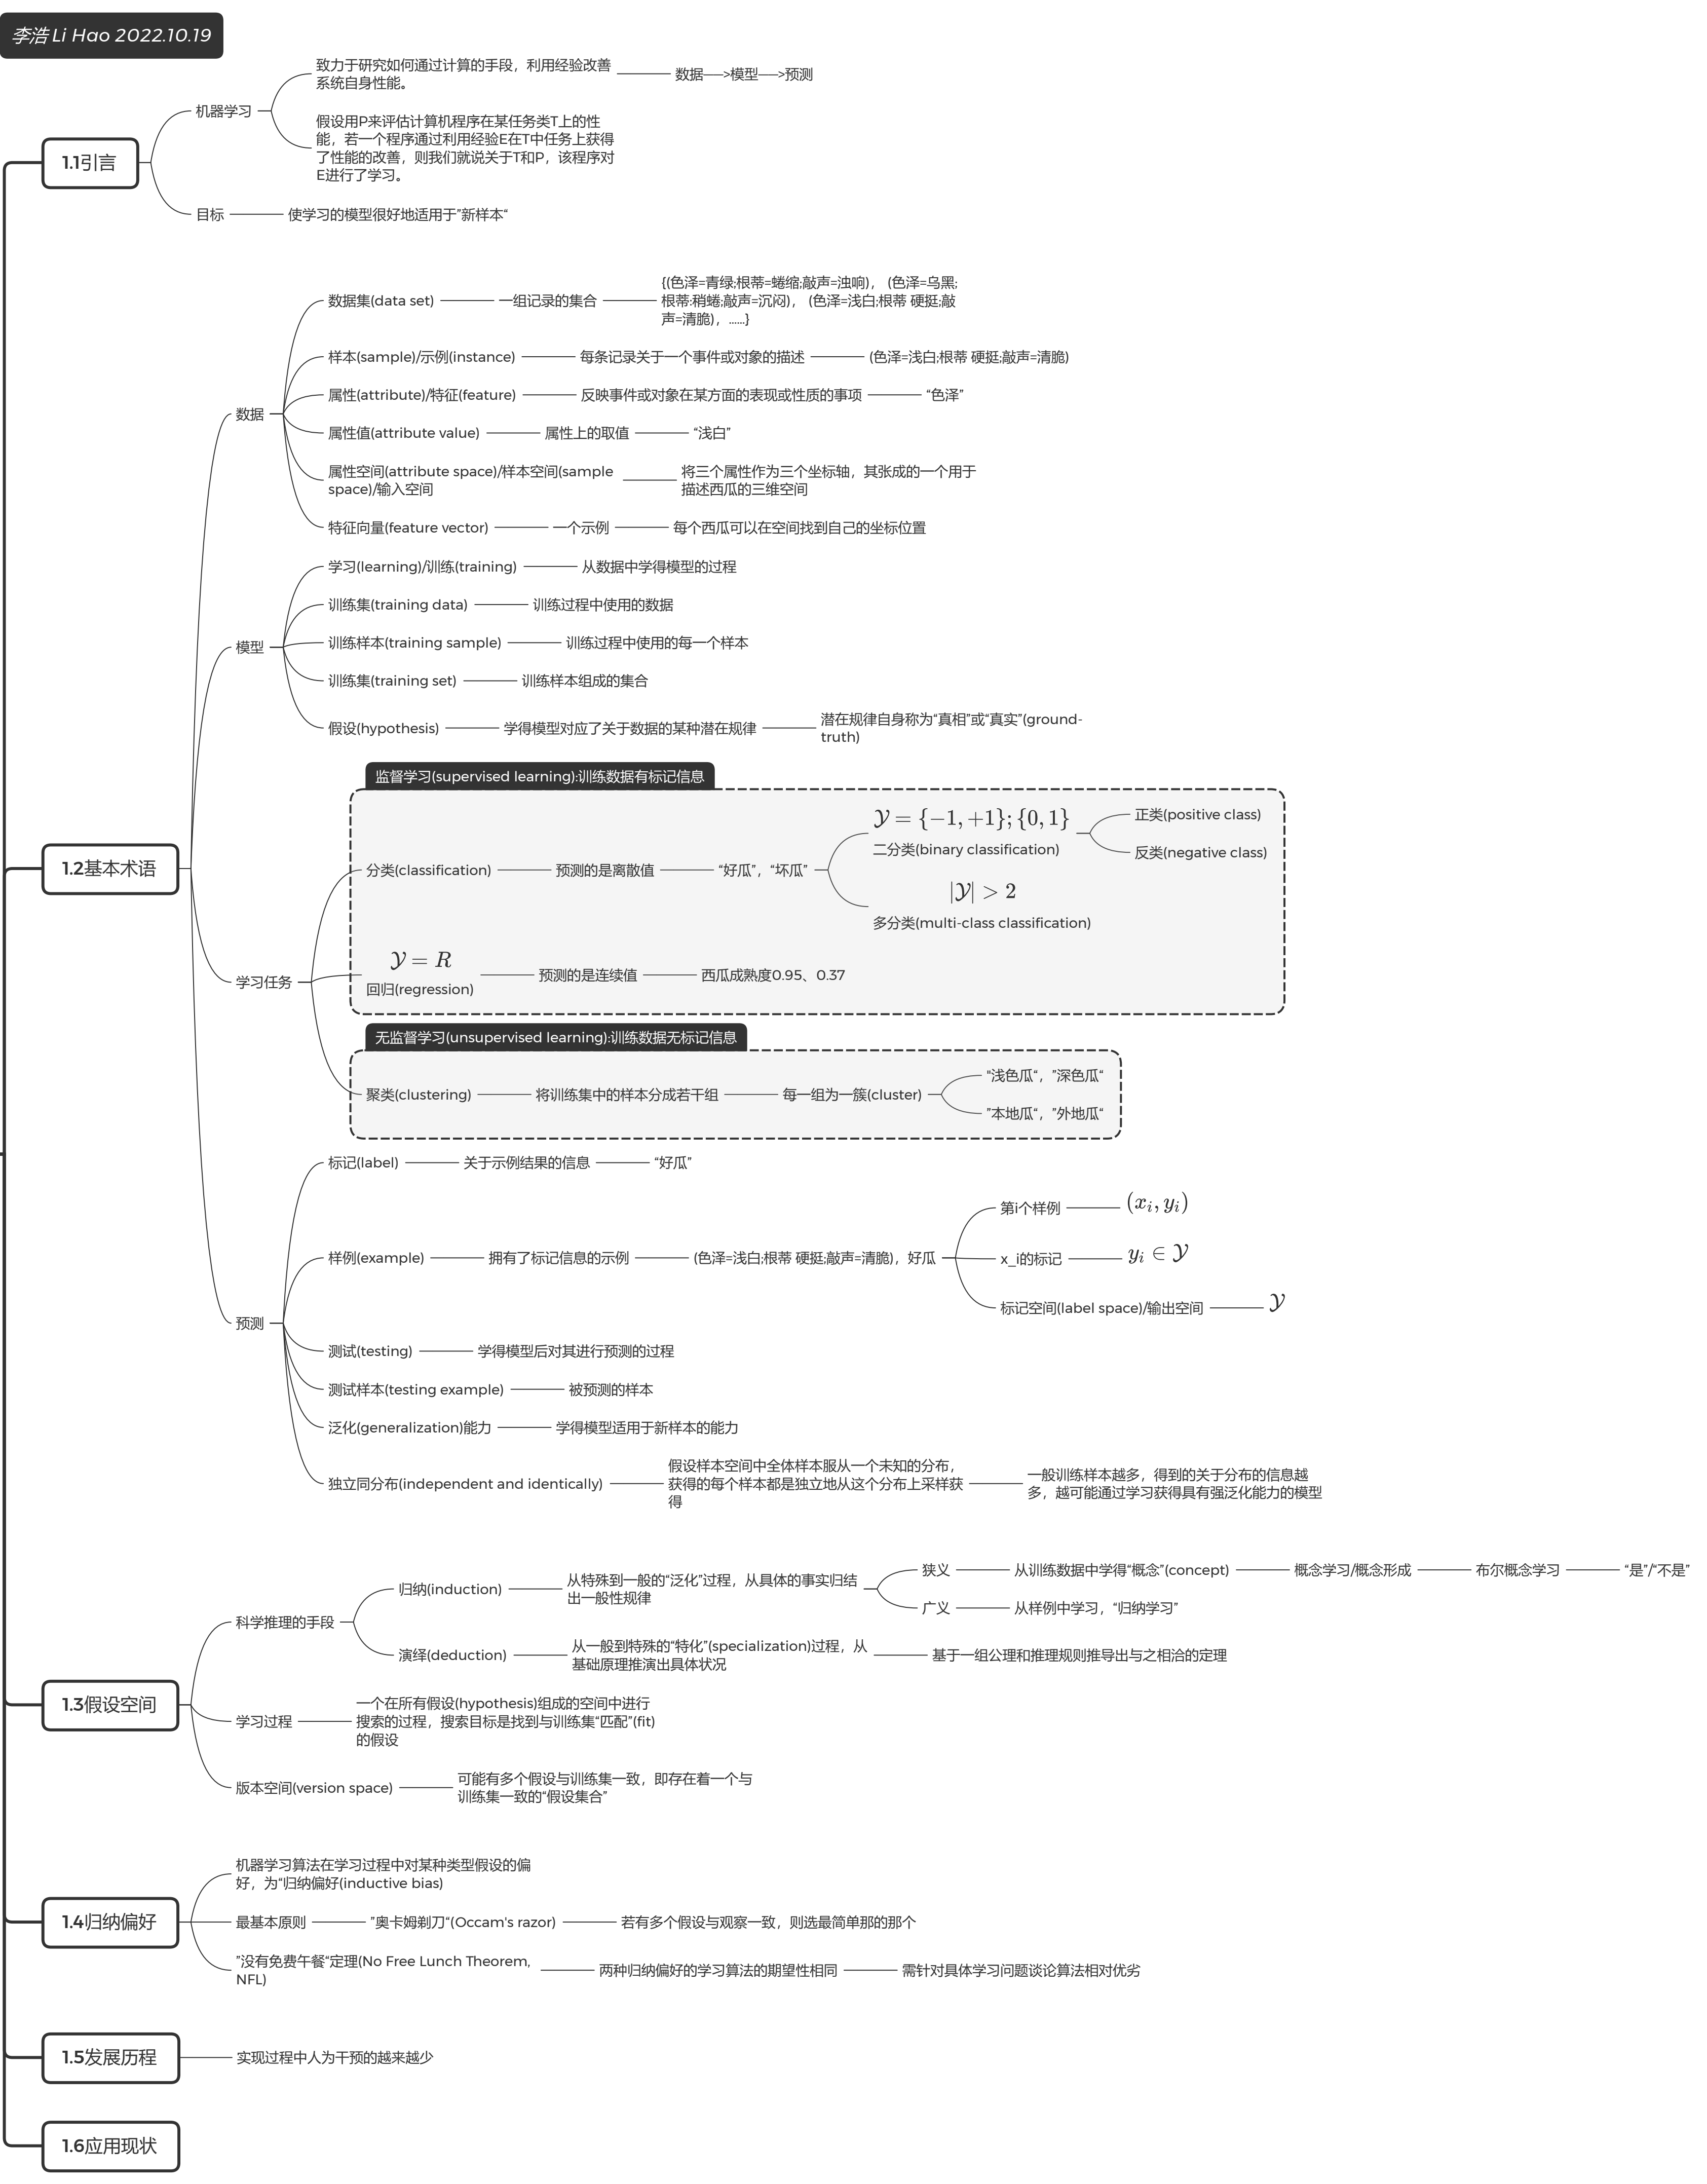 李浩 Li Hao 2022.10.19
1.1引言
机器学习
致力于研究如何通过计算的手段，利用经验改善
系统自身性能。
数据——>模型——>预测
假设用P来评估计算机程序在某任务类T上的性
能，若一个程序通过利用经验E在T中任务上获得
了性能的改善，则我们就说关于T和P，该程序对
E进行了学习。
目标
使学习的模型很好地适用于”新样本“
1.2基本术语
数据
数据集(data set)
一组记录的集合
{(色泽=青绿;根蒂=蜷缩;敲声=浊响)， (色泽=乌黑;
根蒂:稍蜷;敲声=沉闷)， (色泽=浅白;根蒂 硬挺;敲
声=清脆)，......}
样本(sample)/示例(instance)
每条记录关于一个事件或对象的描述
(色泽=浅白;根蒂 硬挺;敲声=清脆)
属性(attribute)/特征(feature)
反映事件或对象在某方面的表现或性质的事项
“色泽”
属性值(attribute value)
属性上的取值
“浅白”
属性空间(attribute space)/样本空间(sample
space)/输入空间
将三个属性作为三个坐标轴，其张成的一个用于
描述西瓜的三维空间
特征向量(feature vector)
一个示例
每个西瓜可以在空间找到自己的坐标位置
模型
学习(learning)/训练(training)
从数据中学得模型的过程
训练集(training data)
训练过程中使用的数据
训练样本(training sample)
训练过程中使用的每一个样本
训练集(training set)
训练样本组成的集合
假设(hypothesis)
学得模型对应了关于数据的某种潜在规律
潜在规律自身称为“真相”或“真实”(ground-
truth)
学习任务
监督学习(supervised learning):训练数据有标记信息
分类(classification)
预测的是离散值
“好瓜”，“坏瓜”
𝒴 = {−1, +1}; {0, 1}
二分类(binary classification)
正类(positive class)
反类(negative class)
|𝒴| > 2
多分类(multi-class classification)
𝒴 = R
回归(regression)
预测的是连续值
西瓜成熟度0.95、0.37
无监督学习(unsupervised learning):训练数据无标记信息
聚类(clustering)
将训练集中的样本分成若干组
每一组为一簇(cluster)
“浅色瓜“，”深色瓜“
”本地瓜“，”外地瓜“
预测
标记(label)
关于示例结果的信息
“好瓜”
样例(example)
拥有了标记信息的示例
(色泽=浅白;根蒂 硬挺;敲声=清脆)，好瓜
第i个样例
(x_i, y_i)
x_i的标记
y_i ∈ 𝒴
标记空间(label space)/输出空间
𝒴
测试(testing)
学得模型后对其进行预测的过程
测试样本(testing example)
被预测的样本
泛化(generalization)能力
学得模型适用于新样本的能力
独立同分布(independent and identically)
假设样本空间中全体样本服从一个未知的分布，
获得的每个样本都是独立地从这个分布上采样获
得
一般训练样本越多，得到的关于分布的信息越
多，越可能通过学习获得具有强泛化能力的模型
1.3假设空间
科学推理的手段
归纳(induction)
从特殊到一般的“泛化”过程，从具体的事实归结
出一般性规律
狭义
从训练数据中学得“概念”(concept)
概念学习/概念形成
布尔概念学习
“是”/“不是”
广义
从样例中学习，“归纳学习”
演绎(deduction)
从一般到特殊的“特化”(specialization)过程，从
基础原理推演出具体状况
基于一组公理和推理规则推导出与之相洽的定理
学习过程
一个在所有假设(hypothesis)组成的空间中进行
搜索的过程，搜索目标是找到与训练集“匹配”(fit)
的假设
版本空间(version space)
可能有多个假设与训练集一致，即存在着一个与
训练集一致的“假设集合”
1.4归纳偏好
机器学习算法在学习过程中对某种类型假设的偏
好，为“归纳偏好(inductive bias)
最基本原则
”奥卡姆剃刀“(Occam's razor)
若有多个假设与观察一致，则选最简单那的那个
”没有免费午餐“定理(No Free Lunch Theorem,
NFL)
两种归纳偏好的学习算法的期望性相同
需针对具体学习问题谈论算法相对优劣
1.5发展历程
实现过程中人为干预的越来越少
1.6应用现状